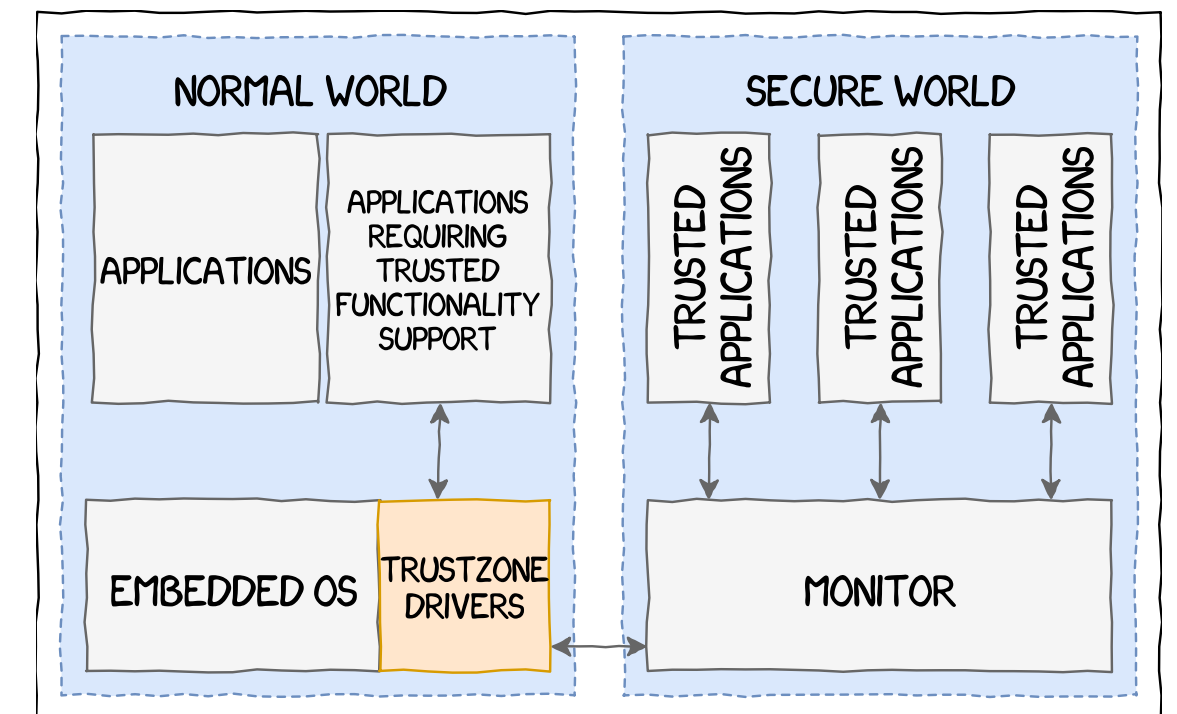 NORMAL WORLD
APPLICATIONS
APPLICATIONS
REQUIRING
TRUSTED
FUNCTIONALITY
SUPPORT
EMBEDDED OS
TRUSTZONE
DRIVERS
SECURE WORLD
TRUSTED
APPLICATIONS
TRUSTED
APPLICATIONS
TRUSTED
APPLICATIONS
MONITOR